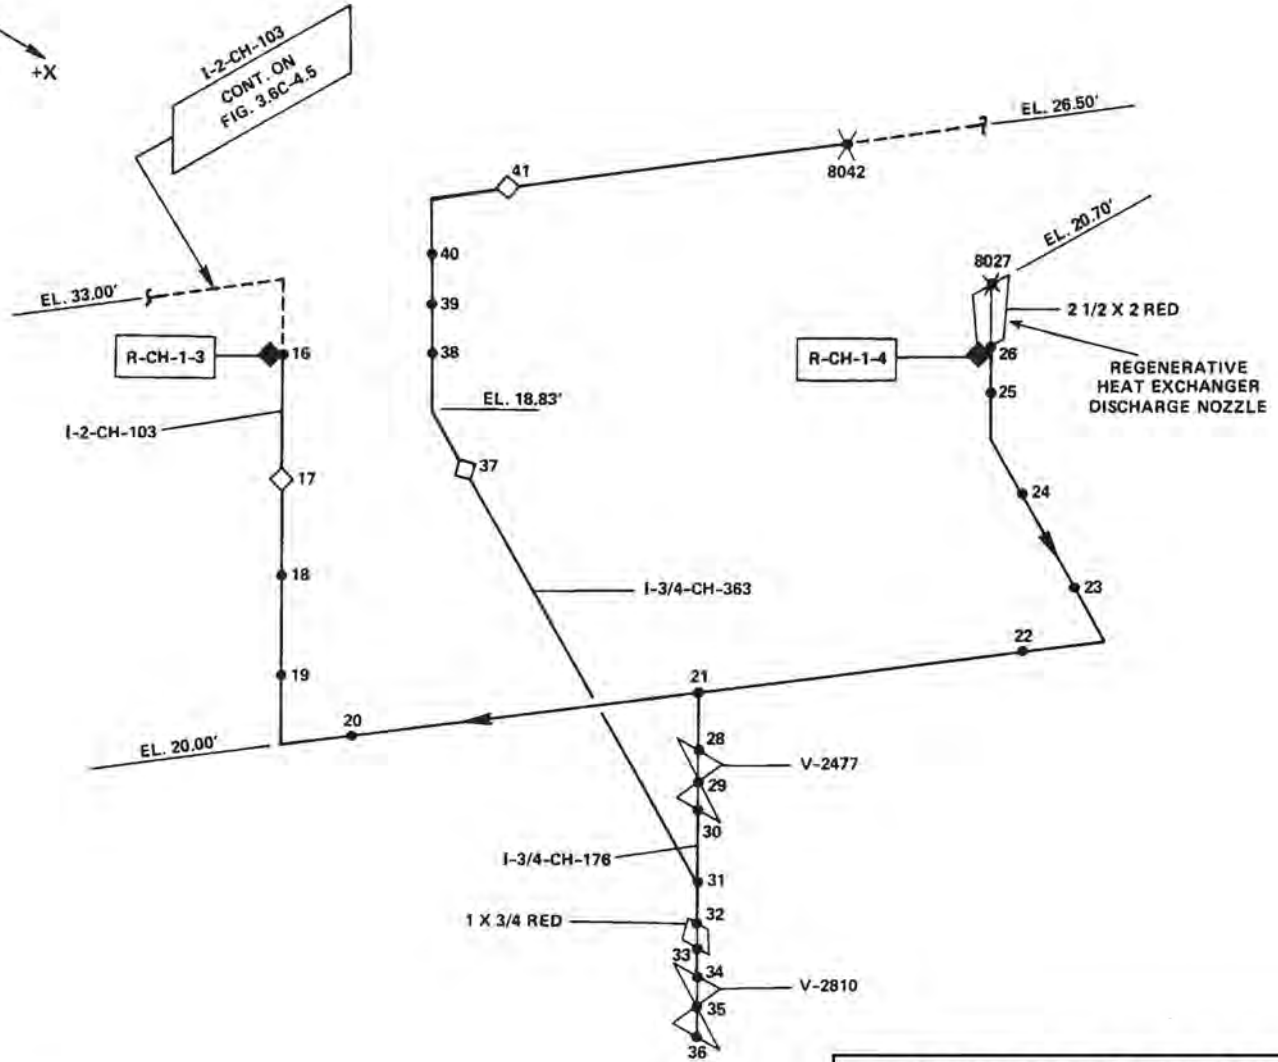 +X
I-2-CH-103
CONT. ON
FIG. 3.6C-4.5
EL. 26.50'
41
8042
EL. 20.70'
40
8027
EL. 33.00'
39
2 1/2 X 2 RED
R-CH-1-3
16
38
R-CH-1-4
26
REGENERATIVE
HEAT EXCHANGER
DISCHARGE NOZZLE
25
EL. 18.83'
I-2-CH-103
37
17
24
18
I-3/4-CH-363
23
22
19
21
20
EL. 20.00'
28
V-2477
29
30
I-3/4-CH-176
31
32
1 X 3/4 RED
33
34
V-2810
35
36